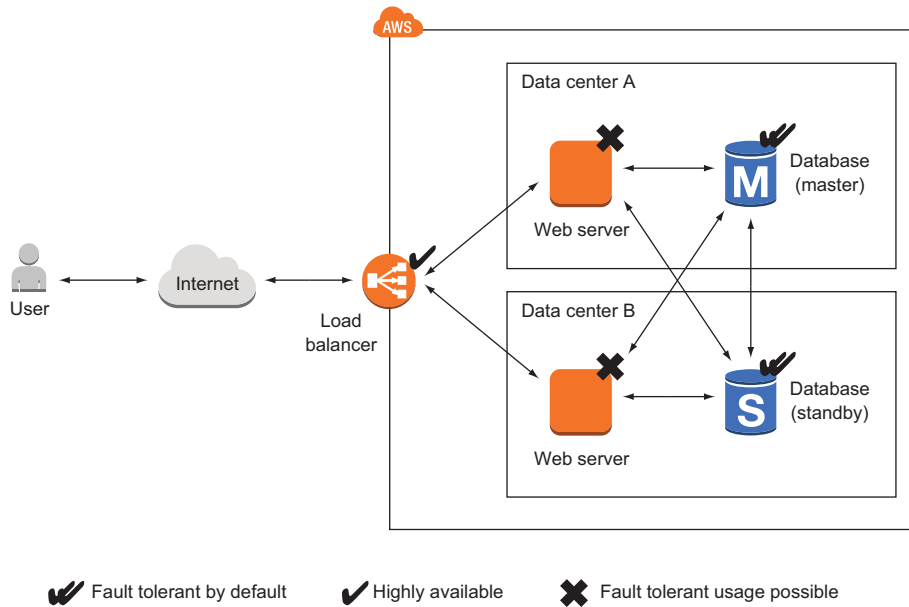 AWS
Data center A
Database
(master)
M
Web server
User
Internet
Load
balancer
Data center B
Database
(standby)
S
Web server
Fault tolerant by default
Highly available
Fault tolerant usage possible